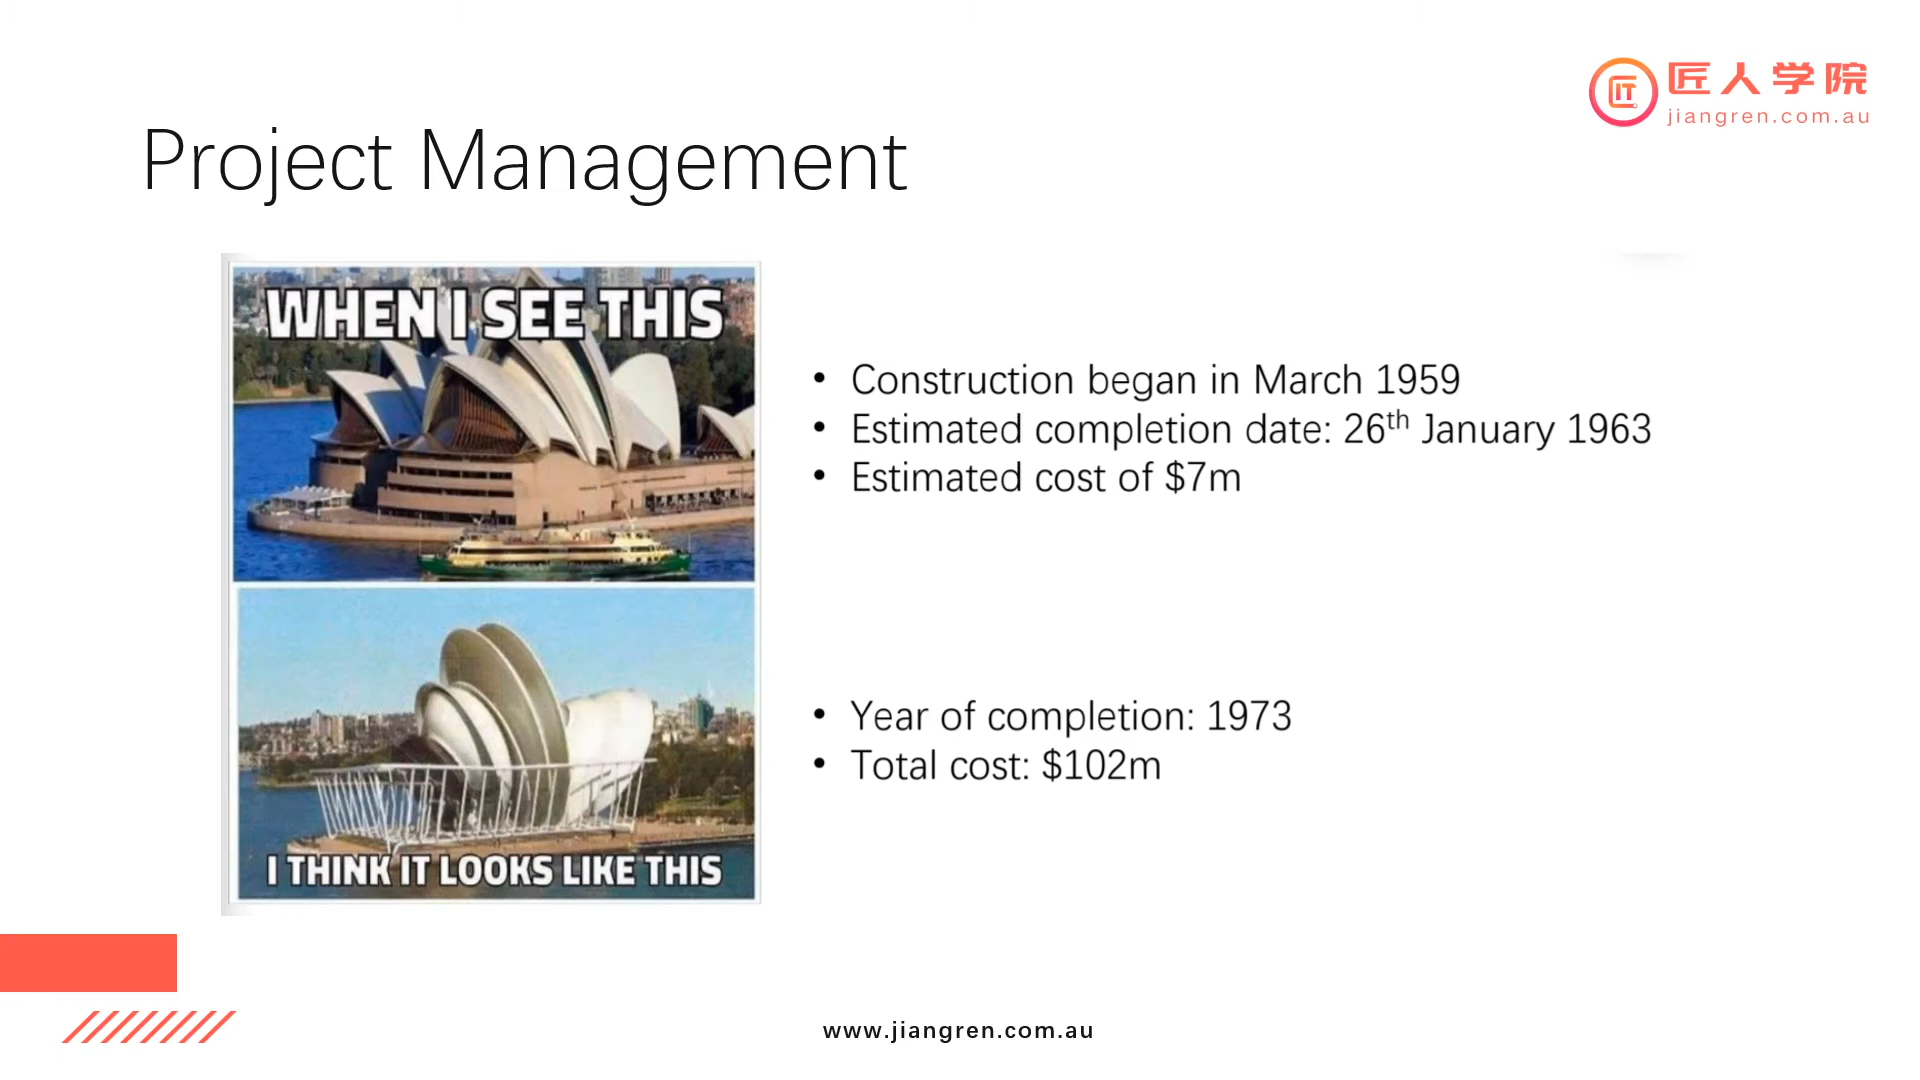 匠人学院
jiangren.com.au
Project Management
WHEN I SEE THIS
I THINK IT LOOKS LIKE THIS
• Construction began in March 1959
• Estimated completion date: 26th January 1963
• Estimated cost of $7m
• Year of completion: 1973
• Total cost: $102m
www.jiangren.com.au